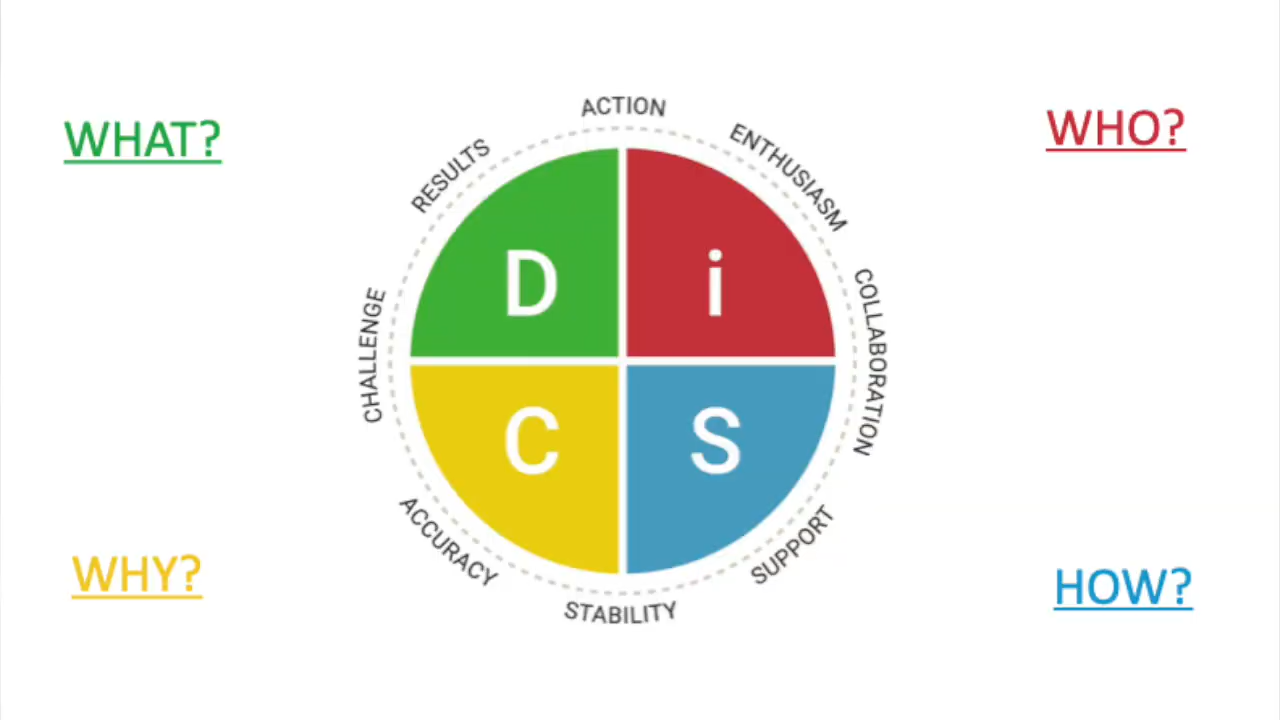 ACTION
WHAT?
WHO?
ENTHUSIASM
RESULTS
D
i
COLLABORATION
CHALLENGE
C
S
ACCURACY
SUPPORT
WHY?
HOW?
STABILITY